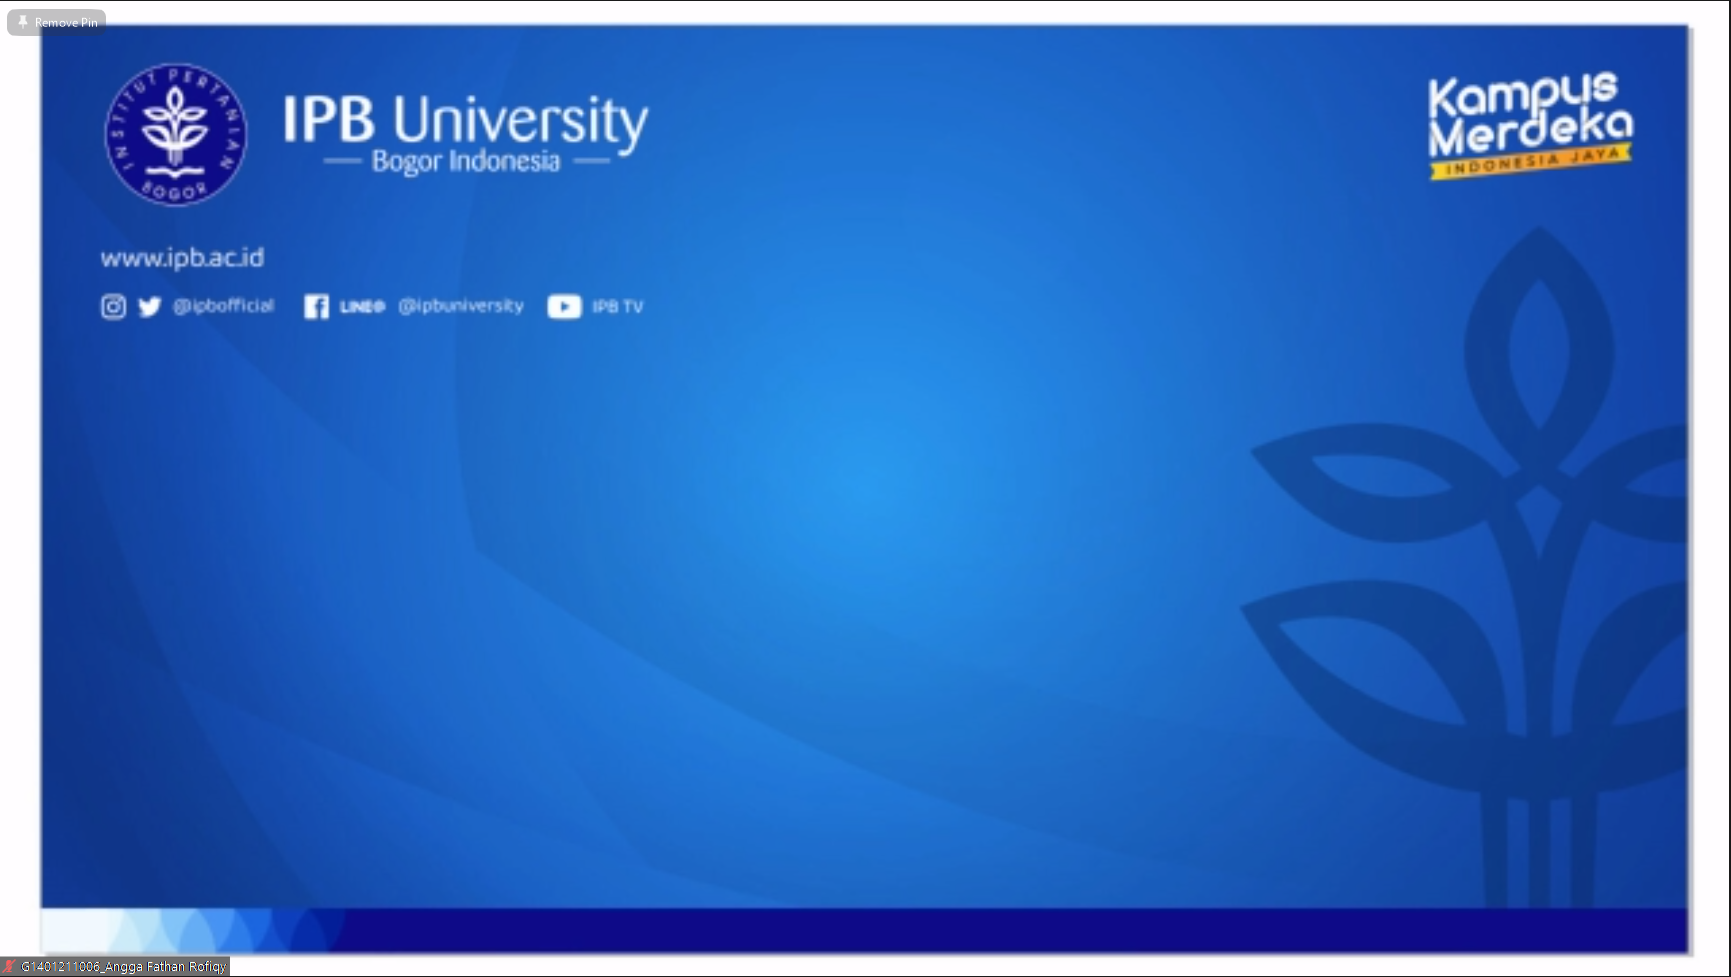 Remove Pin
INSTITUT PERTANIAN
BOGOR
IPB University
Bogor Indonesia
Kampus
Merdeka
INDONESIA JAYA
www.ipb.ac.id
@ipbofficial LINE@ @ipbuniversity IPB TV
G1401211006_Angga Fathan Rofiqy